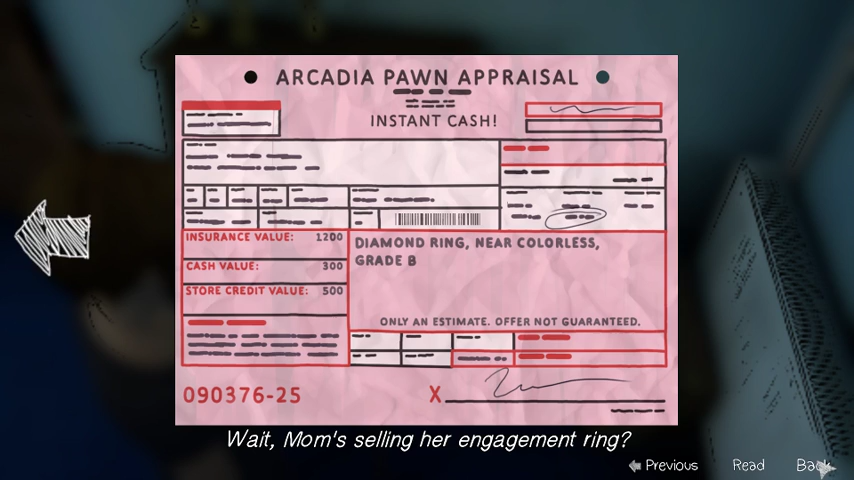 ARCADIA PAWN APPRAISAL
INSTANT CASH!
INSURANCE VALUE: 1200
CASH VALUE: 300
STORE CREDIT VALUE: 500
DIAMOND RING, NEAR COLORLESS,
GRADE B
ONLY AN ESTIMATE. OFFER NOT GUARANTEED.
090376-25
X
Wait, Mom's selling her engagement ring?
Previous Read Back